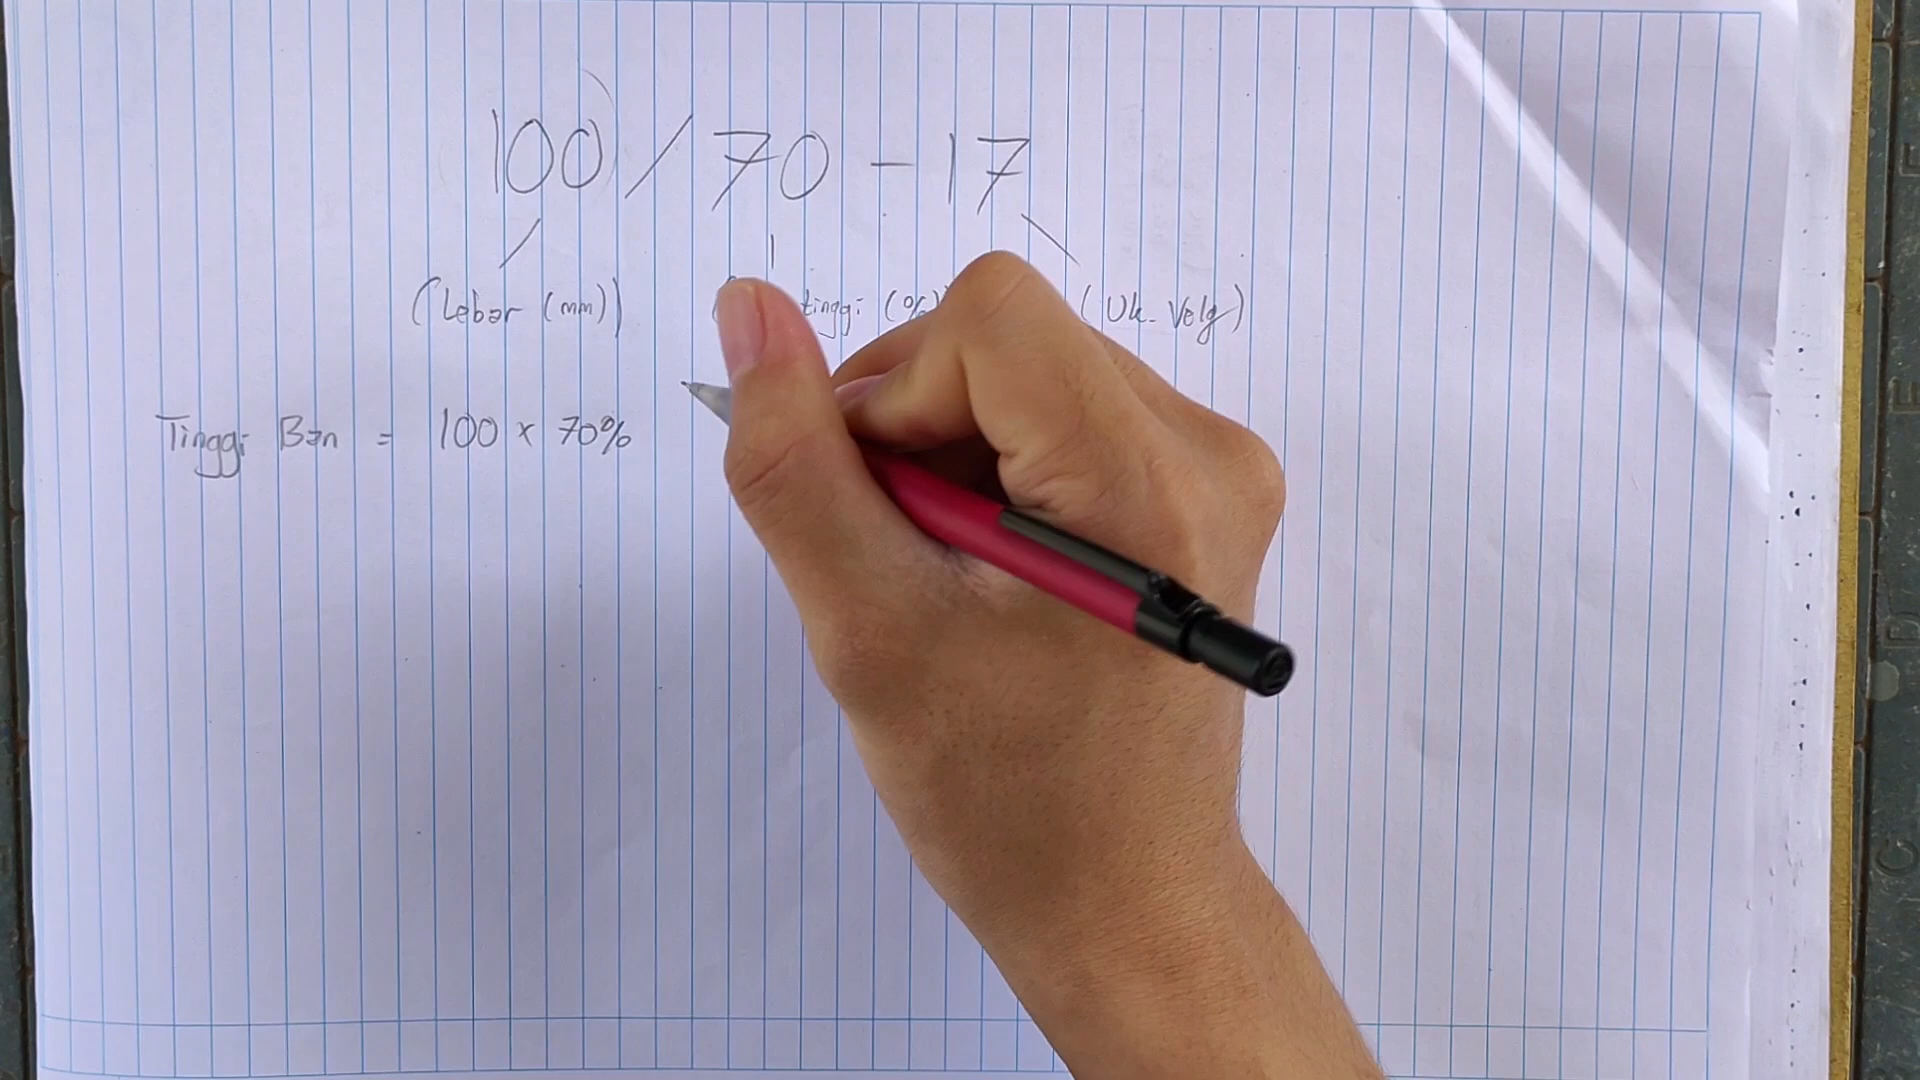 100 / 70 - 17
(Lebar (mm)) tinggi (%) (Uk. Velg)
Tinggi Ban = 100 x 70%